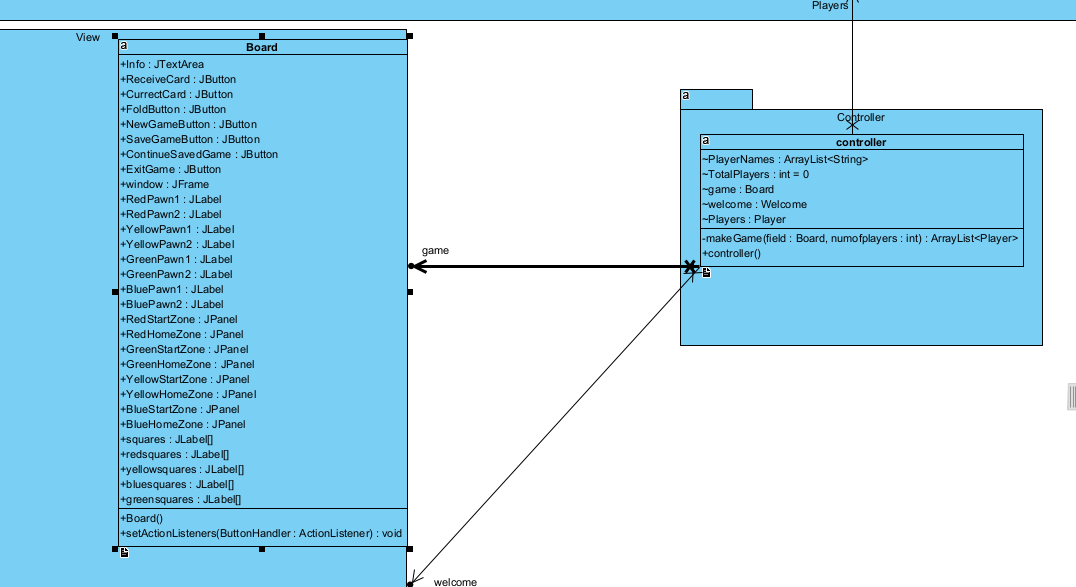 Players
View
a
Board
+Info : JTextArea
+ReceiveCard : JButton
+CurrectCard : JButton
+FoldButton : JButton
+NewGameButton : JButton
+SaveGameButton : JButton
+ContinueSavedGame : JButton
+ExitGame : JButton
+window : JFrame
+RedPawn1 : JLabel
+RedPawn2 : JLabel
+YellowPawn1 : JLabel
+YellowPawn2 : JLabel
+GreenPawn1 : JLabel
+GreenPawn2 : JLabel
+BluePawn1 : JLabel
+BluePawn2 : JLabel
+RedStartZone : JPanel
+RedHomeZone : JPanel
+GreenStartZone : JPanel
+GreenHomeZone : JPanel
+YellowStartZone : JPanel
+YellowHomeZone : JPanel
+BlueStartZone : JPanel
+BlueHomeZone : JPanel
+squares : JLabel[]
+redsquares : JLabel[]
+yellowsquares : JLabel[]
+bluesquares : JLabel[]
+greensquares : JLabel[]
+Board()
+setActionListeners(ButtonHandler : ActionListener) : void
game
welcome
a
Controller
a
controller
~PlayerNames : ArrayList<String>
~TotalPlayers : int = 0
~game : Board
~welcome : Welcome
~Players : Player
-makeGame(field : Board, numofplayers : int) : ArrayList<Player>
+controller()